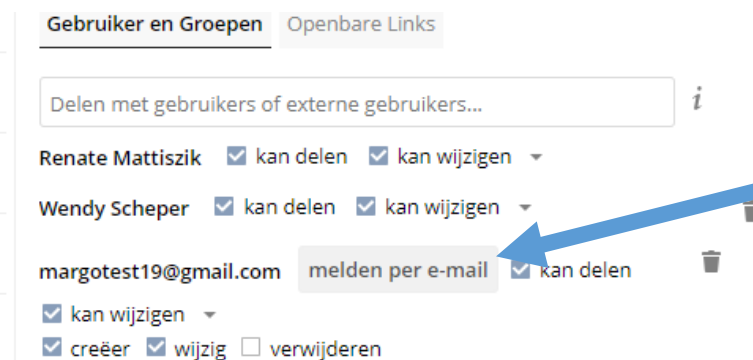 Gebruiker en Groepen Openbare Links
Delen met gebruikers of externe gebruikers... i
Renate Mattiszik kan delen kan wijzigen
Wendy Scheper kan delen kan wijzigen
margotest19@gmail.com melden per e-mail kan delen
kan wijzigen
creëer wijzig verwijderen